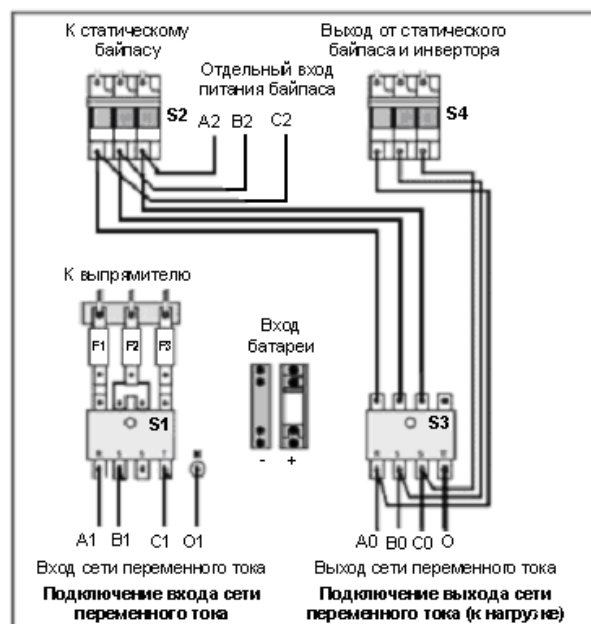 К статическому
байпасу
Выход от статического
байпаса и инвертора
Отдельный вход
питания байпаса
S2
A2 B2 C2
S4
К выпрямителю
F1 F2 F3
Вход
батареи
S1
S3
- +
A1 B1 C1 O1
A0 B0 C0 O
Вход сети переменного тока
Выход сети переменного тока
Подключение входа сети
переменного тока
Подключение выхода сети
переменного тока (к нагрузке)